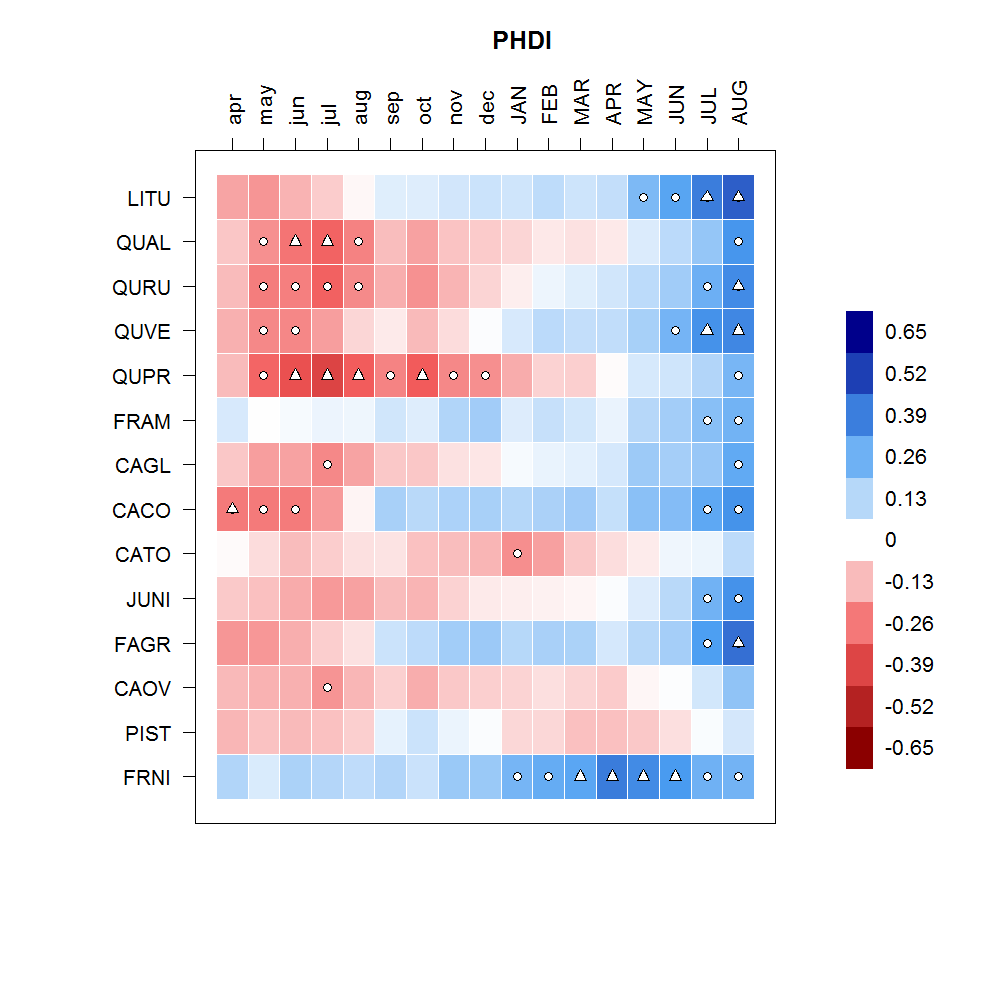 PHDI
apr may jun jul aug sep oct nov dec JAN FEB MAR APR MAY JUN JUL AUG
LITU
QUAL
QURU
QUVE
QUPR
FRAM
CAGL
CACO
CATO
JUNI
FAGR
CAOV
PIST
FRNI
0.65
0.52
0.39
0.26
0.13
0
-0.13
-0.26
-0.39
-0.52
-0.65